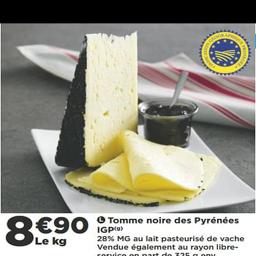 8€90
Le kg
Ⓛ Tomme noire des Pyrénées
IGP(9)
28% MG au lait pasteurisé de vache
Vendue également au rayon libre-
service en part de 325 g env.